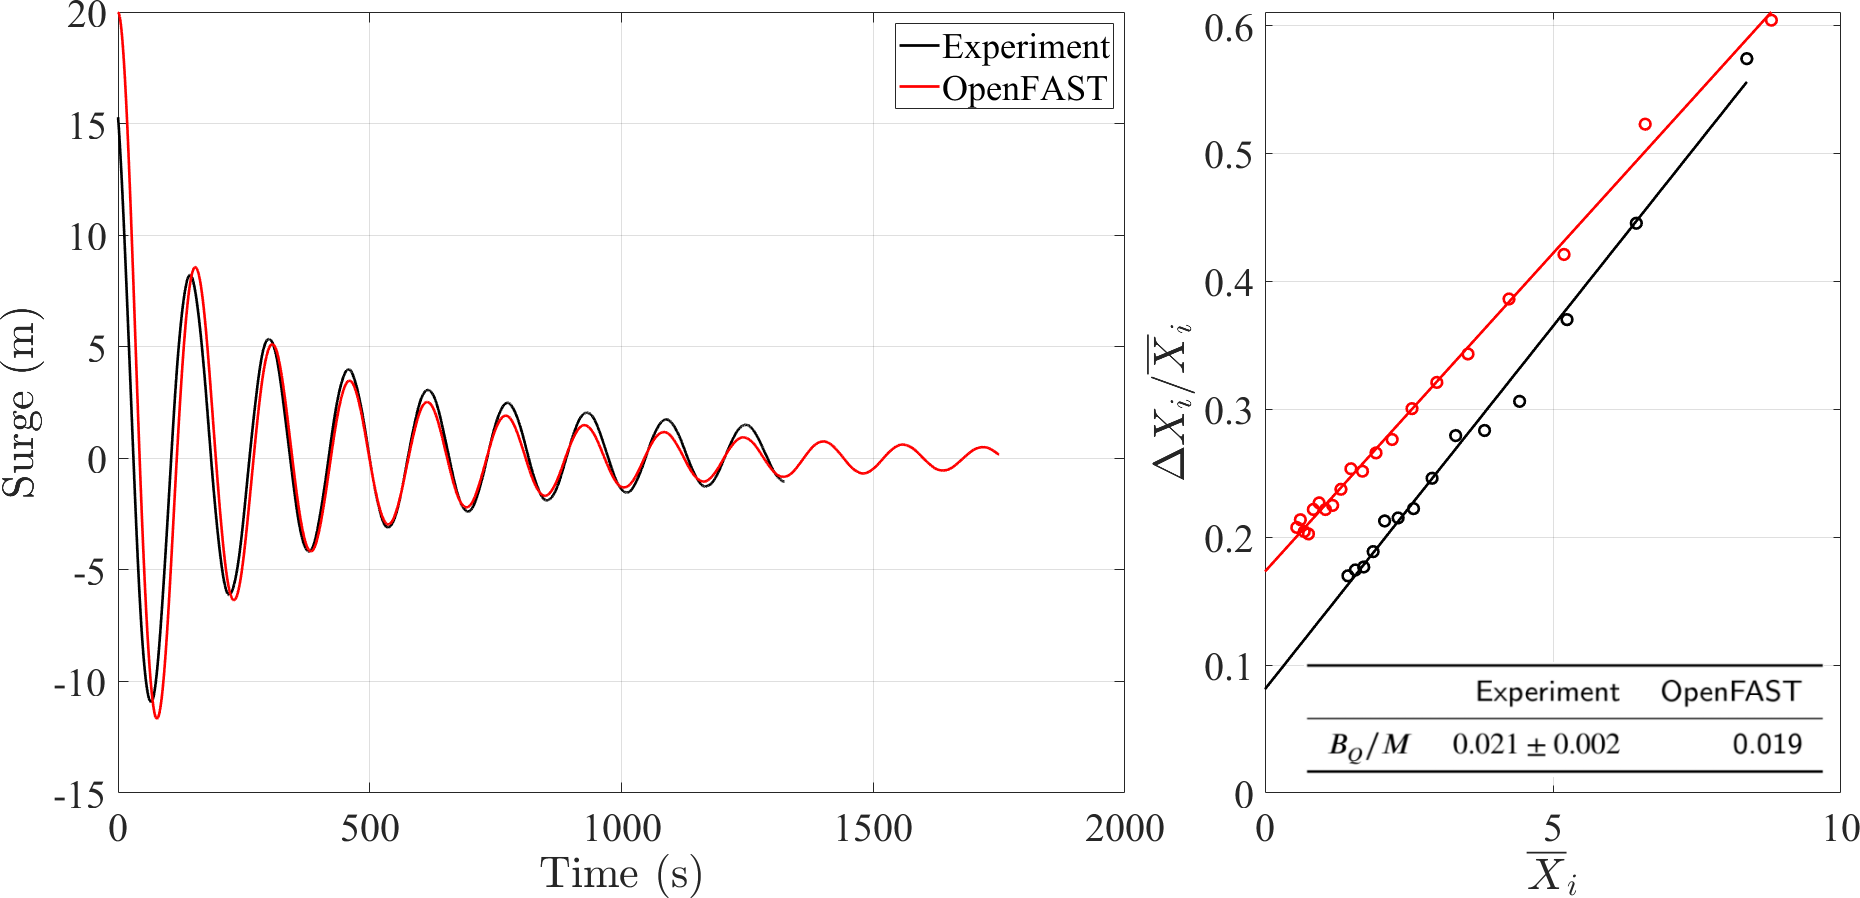 20
15
10
5
0
-5
-10
-15
0 500 1000 1500 2000
Surge (m)
Time (s)
Experiment
OpenFAST
0.6
0.5
0.4
0.3
0.2
0.1
0
0 5 10
ΔX_i/X̅_i
X̅_i
Experiment OpenFAST
B_Q/M 0.021 ± 0.002 0.019